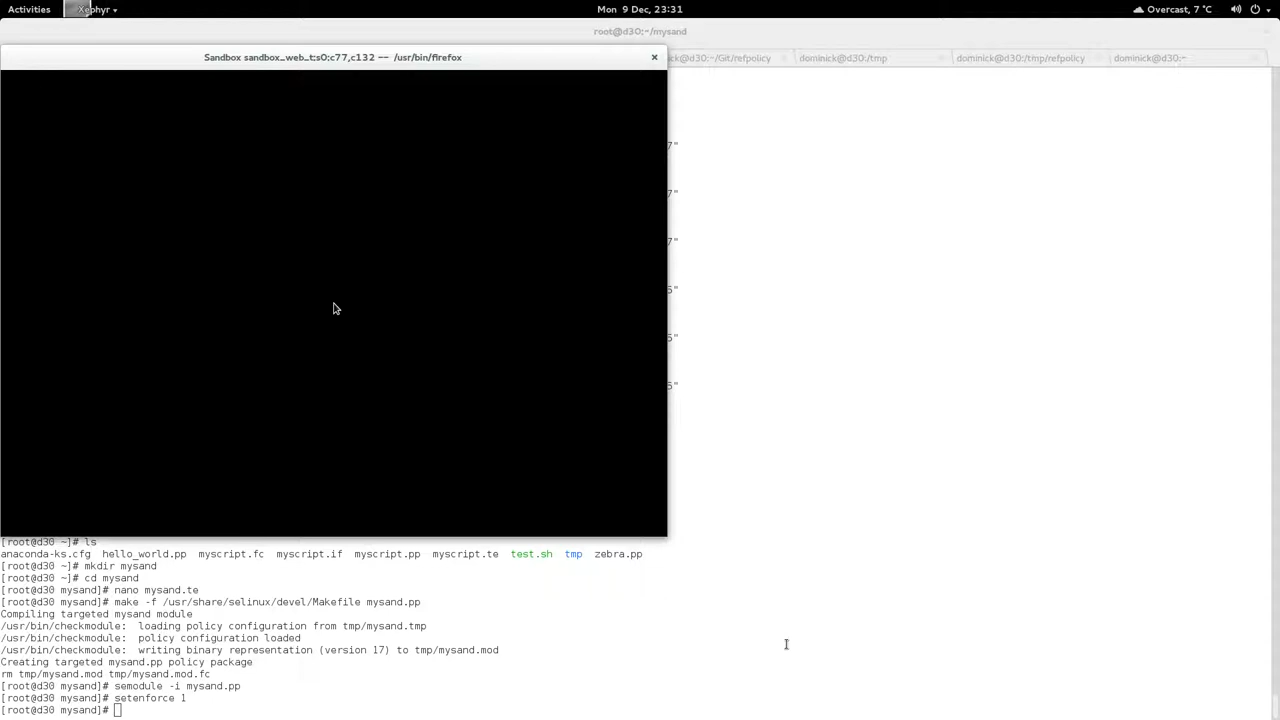 Activities Xephyr Mon 9 Dec, 23:31 Overcast, 7 °C
root@d30:~/mysand
Sandbox sandbox_web_t:s0:c77,c132 -- /usr/bin/firefox
ck@d30:~/Git/refpolicy dominick@d30:/tmp dominick@d30:/tmp/refpolicy dominick@d30:~
7"
7"
7"
5"
5"
5"
[root@d30 ~]# ls
anaconda-ks.cfg hello_world.pp myscript.fc myscript.if myscript.pp myscript.te test.sh tmp zebra.pp
[root@d30 ~]# mkdir mysand
[root@d30 ~]# cd mysand
[root@d30 mysand]# nano mysand.te
[root@d30 mysand]# make -f /usr/share/selinux/devel/Makefile mysand.pp
Compiling targeted mysand module
/usr/bin/checkmodule: loading policy configuration from tmp/mysand.tmp
/usr/bin/checkmodule: policy configuration loaded
/usr/bin/checkmodule: writing binary representation (version 17) to tmp/mysand.mod
Creating targeted mysand.pp policy package
rm tmp/mysand.mod tmp/mysand.mod.fc
[root@d30 mysand]# semodule -i mysand.pp
[root@d30 mysand]# setenforce 1
[root@d30 mysand]#